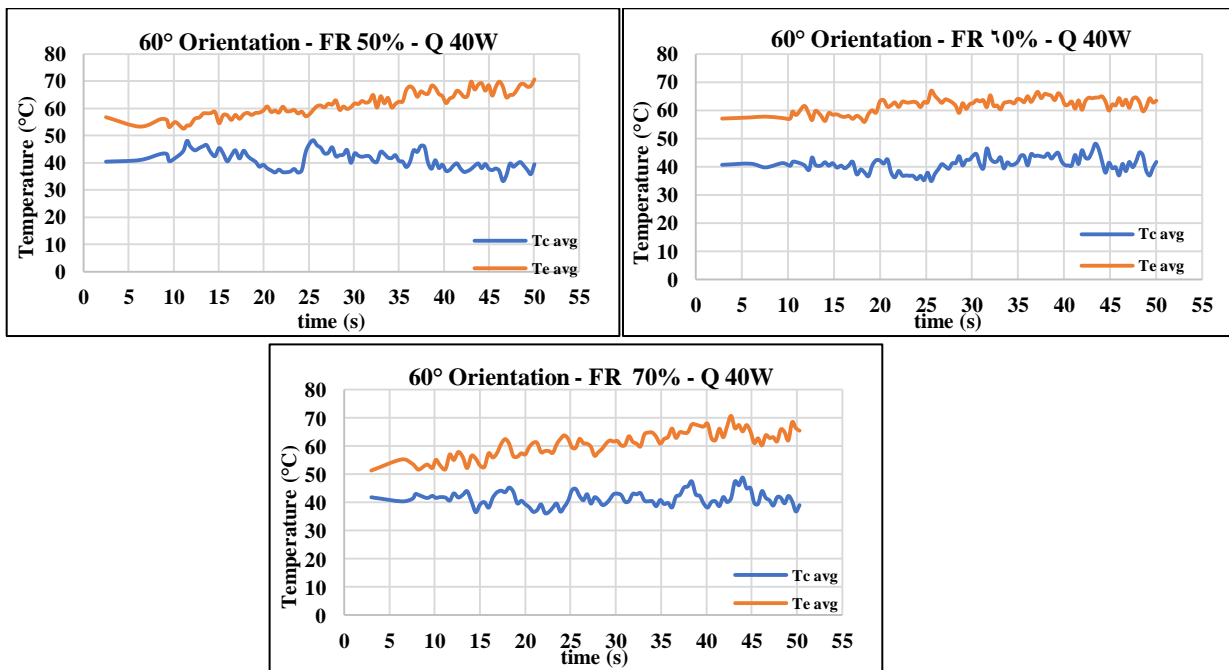 60° Orientation - FR 50% - Q 40W
Temperature (°C)
80
70
60
50
40
30
20
10
0
Tc avg
Te avg
0 5 10 15 20 25 30 35 40 45 50 55
time (s)
60° Orientation - FR ٦0% - Q 40W
Temperature (°C)
80
70
60
50
40
30
20
10
0
Tc avg
Te avg
0 5 10 15 20 25 30 35 40 45 50 55
time (s)
60° Orientation - FR 70% - Q 40W
Temperature (°C)
80
70
60
50
40
30
20
10
0
Tc avg
Te avg
0 5 10 15 20 25 30 35 40 45 50 55
time (s)